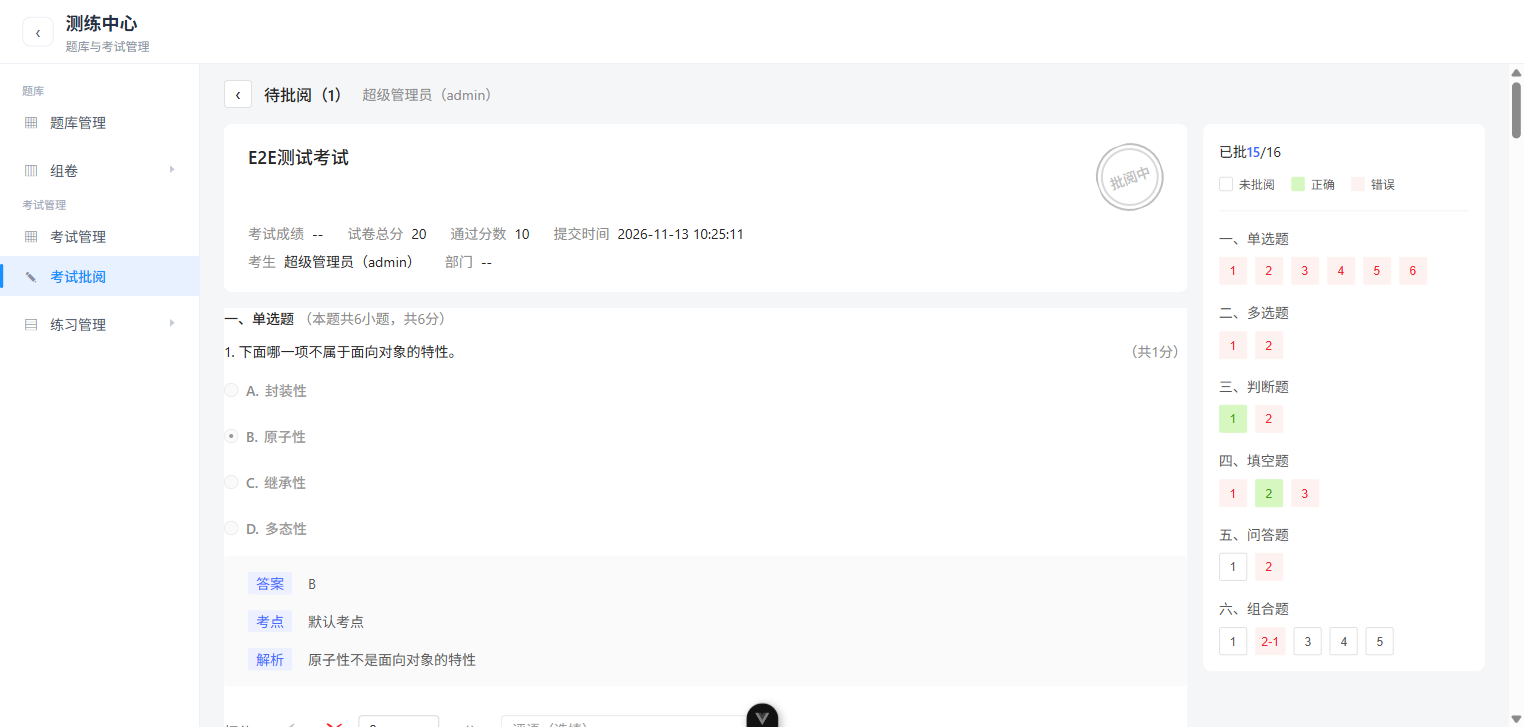 测练中心
题库与考试管理
题库
题库管理
组卷
考试管理
考试管理
考试批阅
练习管理
待批阅（1） 超级管理员（admin）
E2E测试考试
批阅中
考试成绩 -- 试卷总分 20 通过分数 10 提交时间 2026-11-13 10:25:11
考生 超级管理员（admin） 部门 --
一、单选题 （本题共6小题，共6分）
1. 下面哪一项不属于面向对象的特性。 （共1分）
A. 封装性
B. 原子性
C. 继承性
D. 多态性
答案 B
考点 默认考点
解析 原子性不是面向对象的特性
已批15/16
未批阅 正确 错误
一、单选题
1 2 3 4 5 6
二、多选题
1 2
三、判断题
1 2
四、填空题
1 2 3
五、问答题
1 2
六、组合题
1 2-1 3 4 5